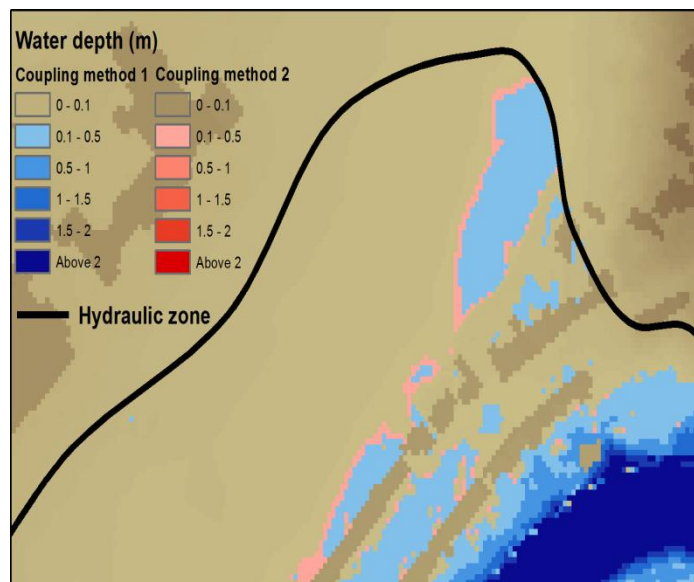 Water depth (m)
Coupling method 1 Coupling method 2
0 - 0.1 0 - 0.1
0.1 - 0.5 0.1 - 0.5
0.5 - 1 0.5 - 1
1 - 1.5 1 - 1.5
1.5 - 2 1.5 - 2
Above 2 Above 2
Hydraulic zone